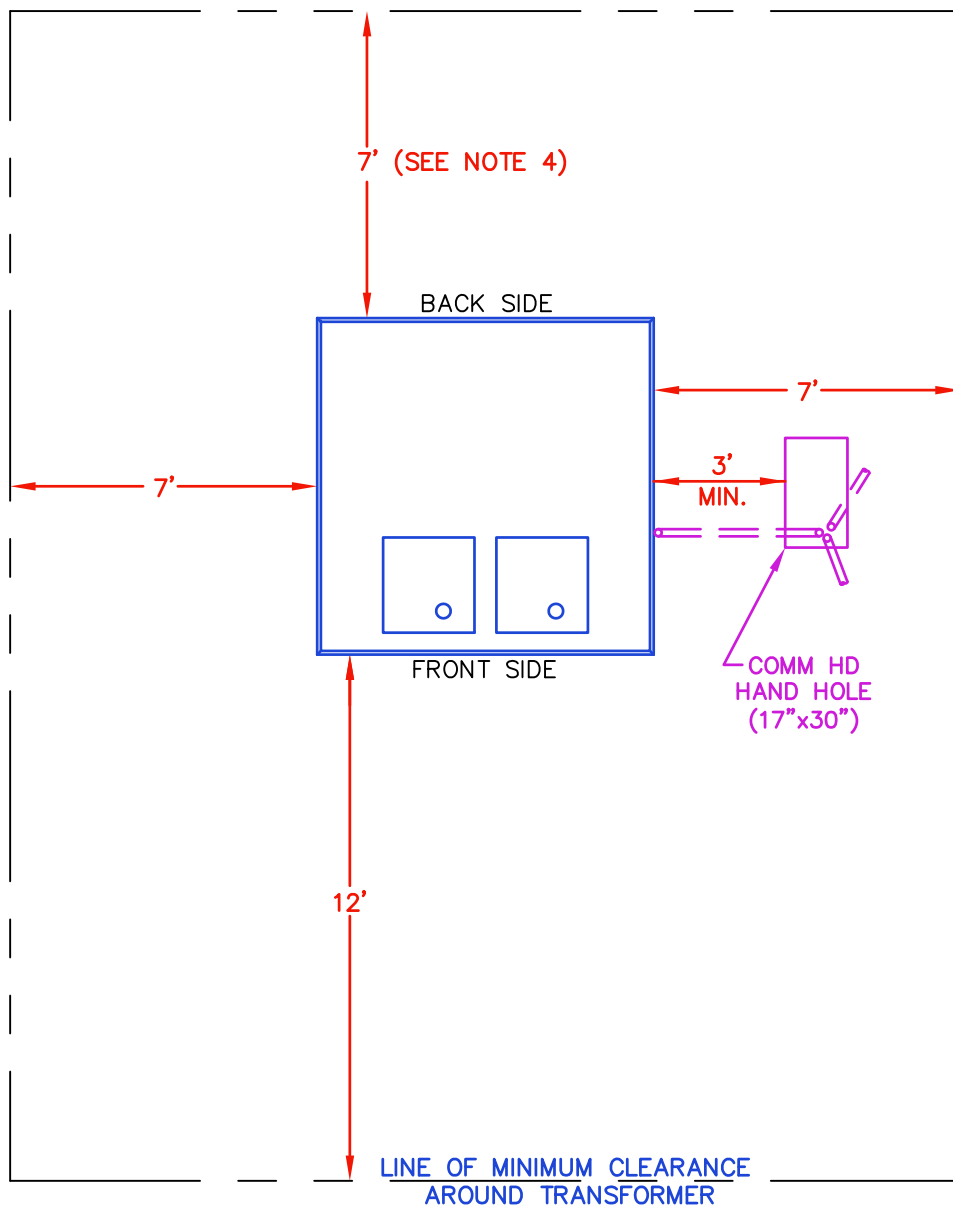 7' (SEE NOTE 4)
BACK SIDE
7'
3'
MIN.
7'
COMM HD
HAND HOLE
(17"x30")
FRONT SIDE
12'
LINE OF MINIMUM CLEARANCE
AROUND TRANSFORMER